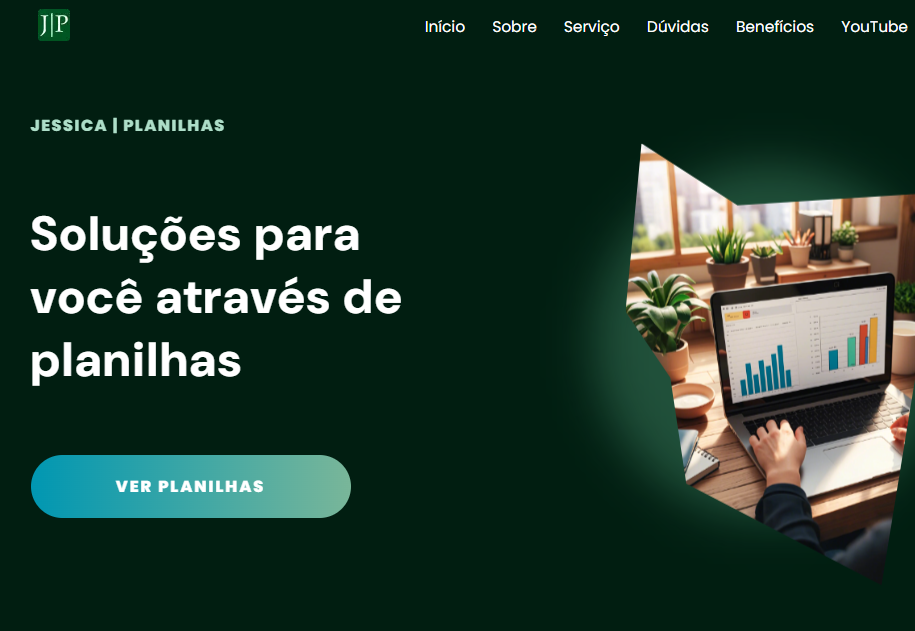 J|P
Início Sobre Serviço Dúvidas Benefícios YouTube
JESSICA | PLANILHAS
Soluções para
você através de
planilhas
VER PLANILHAS